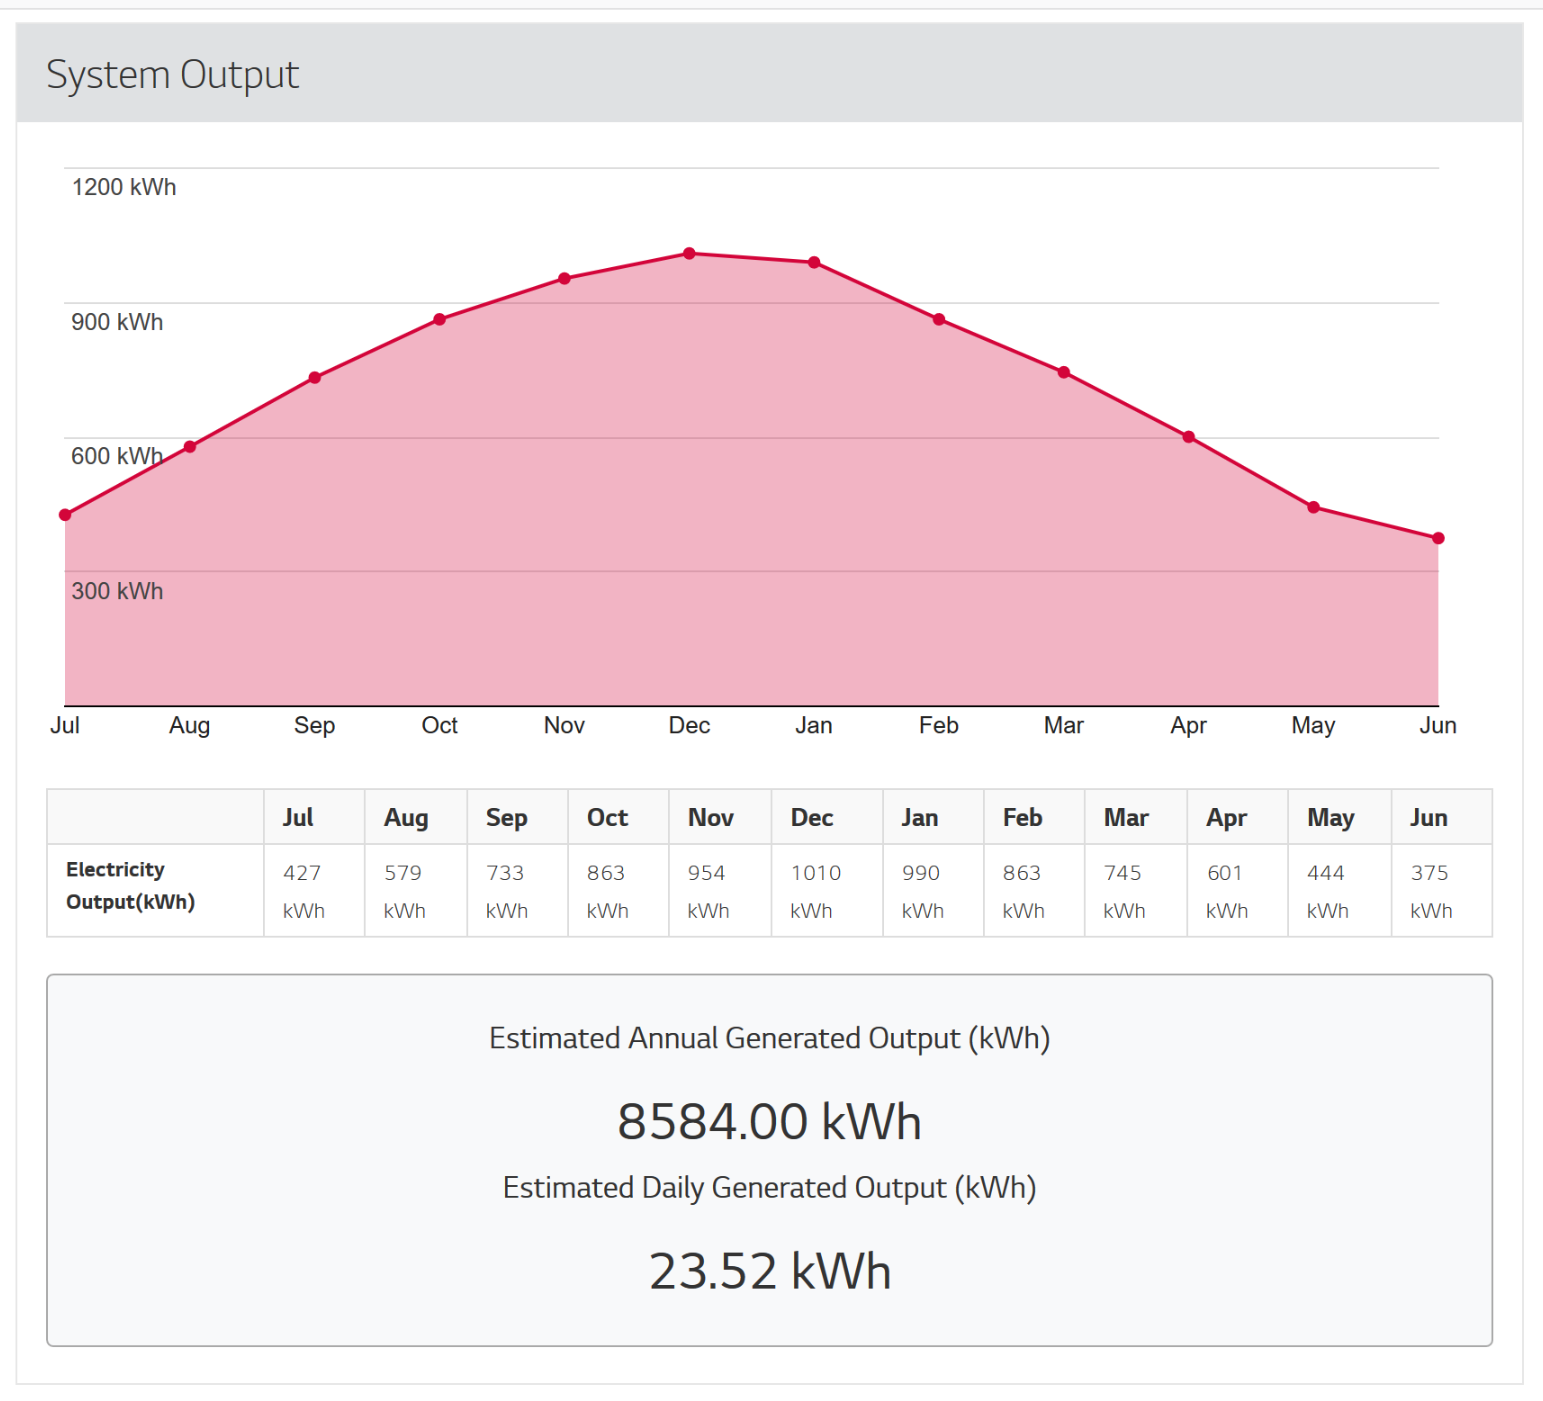 System Output
1200 kWh
900 kWh
600 kWh
300 kWh
Jul Aug Sep Oct Nov Dec Jan Feb Mar Apr May Jun
Jul Aug Sep Oct Nov Dec Jan Feb Mar Apr May Jun
Electricity Output(kWh) 427 kWh 579 kWh 733 kWh 863 kWh 954 kWh 1010 kWh 990 kWh 863 kWh 745 kWh 601 kWh 444 kWh 375 kWh
Estimated Annual Generated Output (kWh)
8584.00 kWh
Estimated Daily Generated Output (kWh)
23.52 kWh